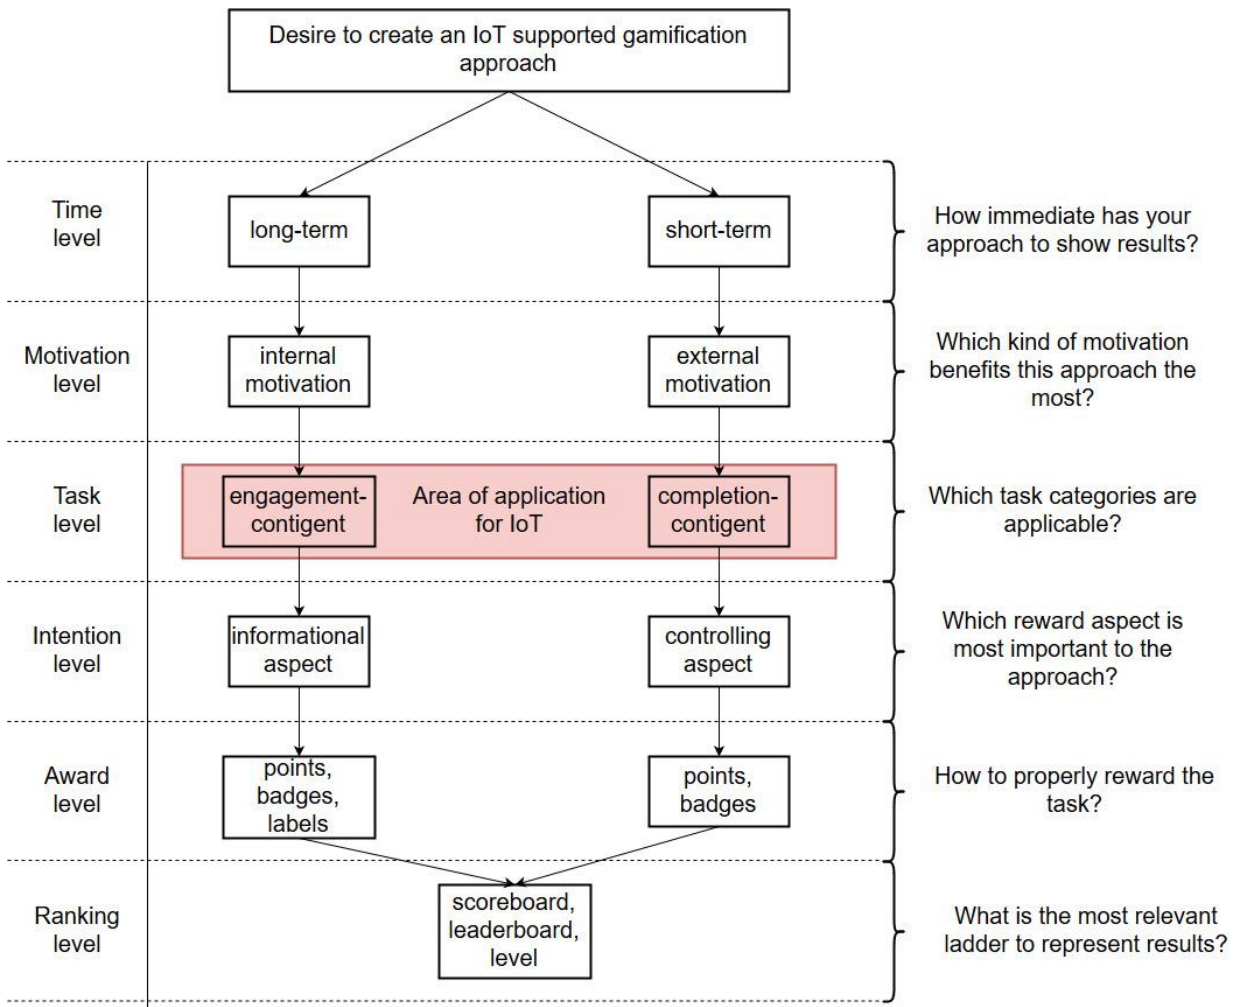 Desire to create an IoT supported gamification
approach
Time
level
long-term
short-term
How immediate has your
approach to show results?
Motivation
level
internal
motivation
external
motivation
Which kind of motivation
benefits this approach the
most?
Task
level
engagement-
contigent
Area of application
for IoT
completion-
contigent
Which task categories are
applicable?
Intention
level
informational
aspect
controlling
aspect
Which reward aspect is
most important to the
approach?
Award
level
points,
badges,
labels
points,
badges
How to properly reward the
task?
Ranking
level
scoreboard,
leaderboard,
level
What is the most relevant
ladder to represent results?